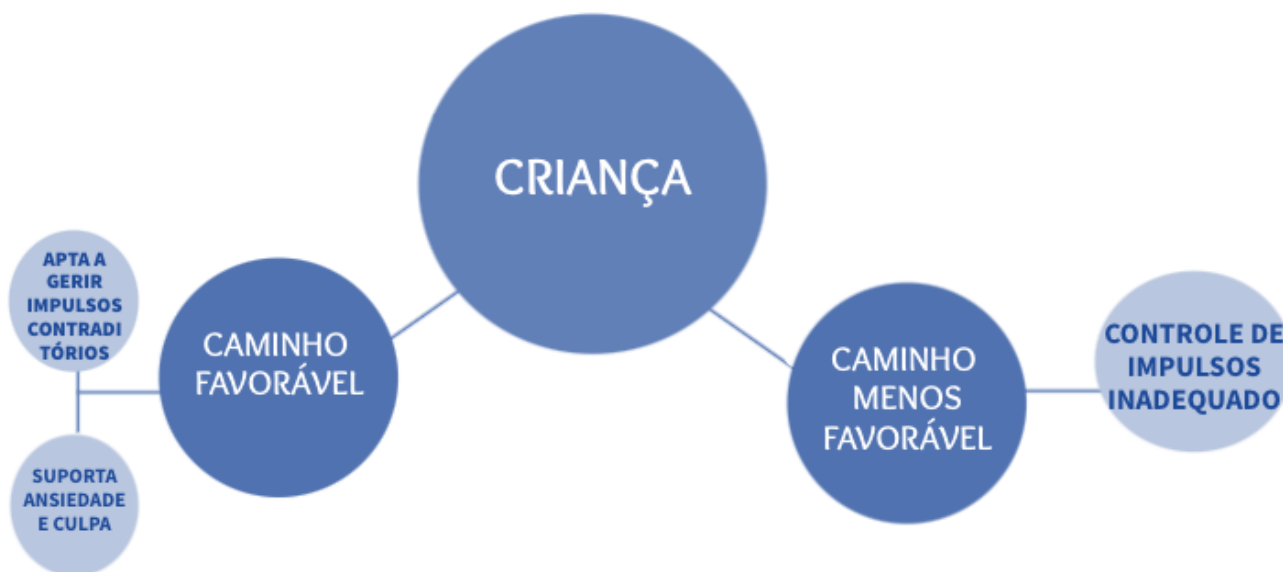 CRIANÇA
CAMINHO
FAVORÁVEL
APTA A
GERIR
IMPULSOS
CONTRADI
TÓRIOS
SUPORTA
ANSIEDADE
E CULPA
CAMINHO
MENOS
FAVORÁVEL
CONTROLE DE
IMPULSOS
INADEQUADO